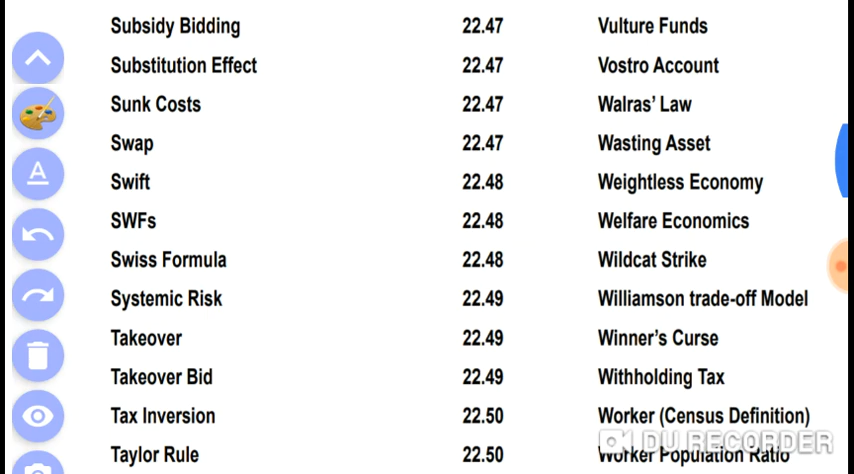 Subsidy Bidding 22.47
Substitution Effect 22.47
Sunk Costs 22.47
Swap 22.47
Swift 22.48
SWFs 22.48
Swiss Formula 22.48
Systemic Risk 22.49
Takeover 22.49
Takeover Bid 22.49
Tax Inversion 22.50
Taylor Rule 22.50
Vulture Funds
Vostro Account
Walras’ Law
Wasting Asset
Weightless Economy
Welfare Economics
Wildcat Strike
Williamson trade-off Model
Winner’s Curse
Withholding Tax
Worker (Census Definition)
Worker Population Ratio
DU RECORDER
A